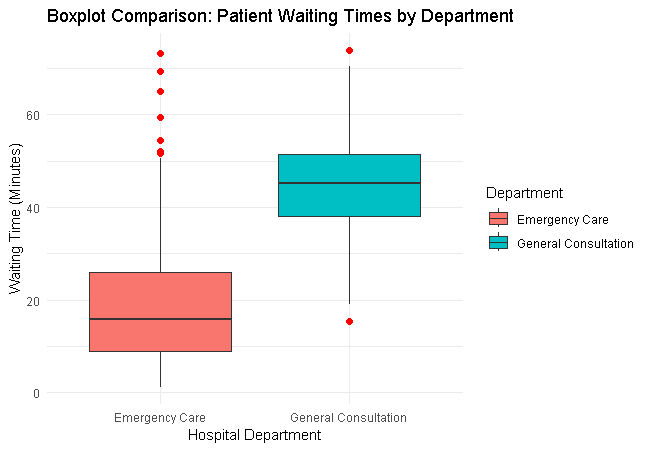 Boxplot Comparison: Patient Waiting Times by Department
Waiting Time (Minutes)
60
40
20
0
Emergency Care
General Consultation
Hospital Department
Department
Emergency Care
General Consultation